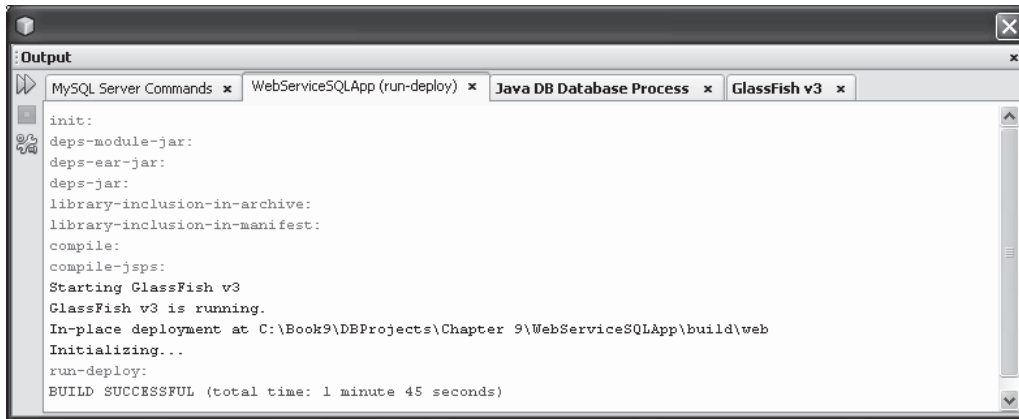 Output
MySQL Server Commands
WebServiceSQLApp (run-deploy)
Java DB Database Process
GlassFish v3
init:
deps-module-jar:
deps-ear-jar:
deps-jar:
library-inclusion-in-archive:
library-inclusion-in-manifest:
compile:
compile-jsps:
Starting GlassFish v3
GlassFish v3 is running.
In-place deployment at C:\Book9\DBProjects\Chapter 9\WebServiceSQLApp\build\web
Initializing...
run-deploy:
BUILD SUCCESSFUL (total time: 1 minute 45 seconds)